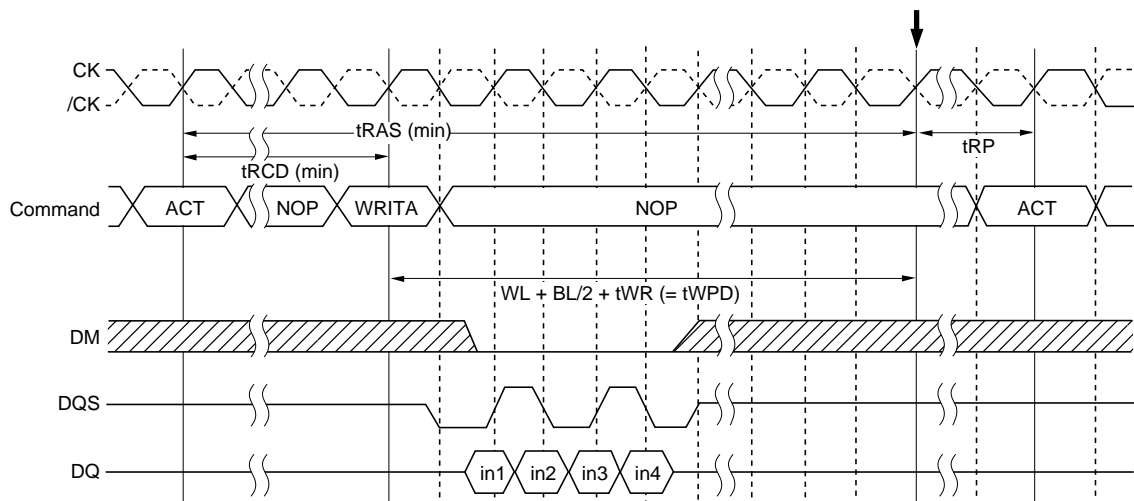 CK
/CK
tRAS (min)
tRP
tRCD (min)
Command ACT NOP WRITA NOP ACT
WL + BL/2 + tWR (= tWPD)
DM
DQS
DQ in1 in2 in3 in4